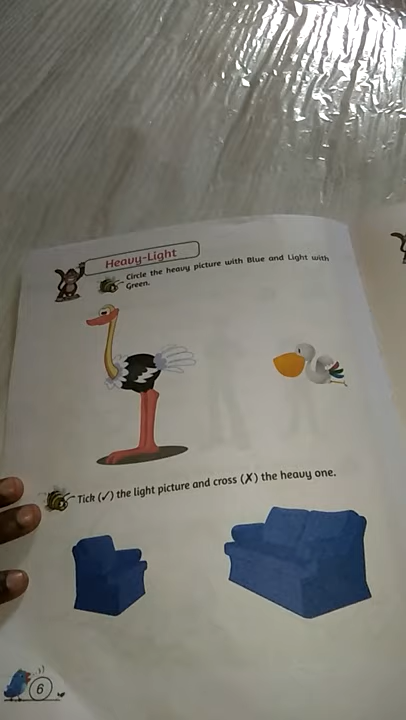 Heavy-Light
Circle the heavy picture with Blue and Light with
Green.
Tick (✓) the light picture and cross (✗) the heavy one.
6